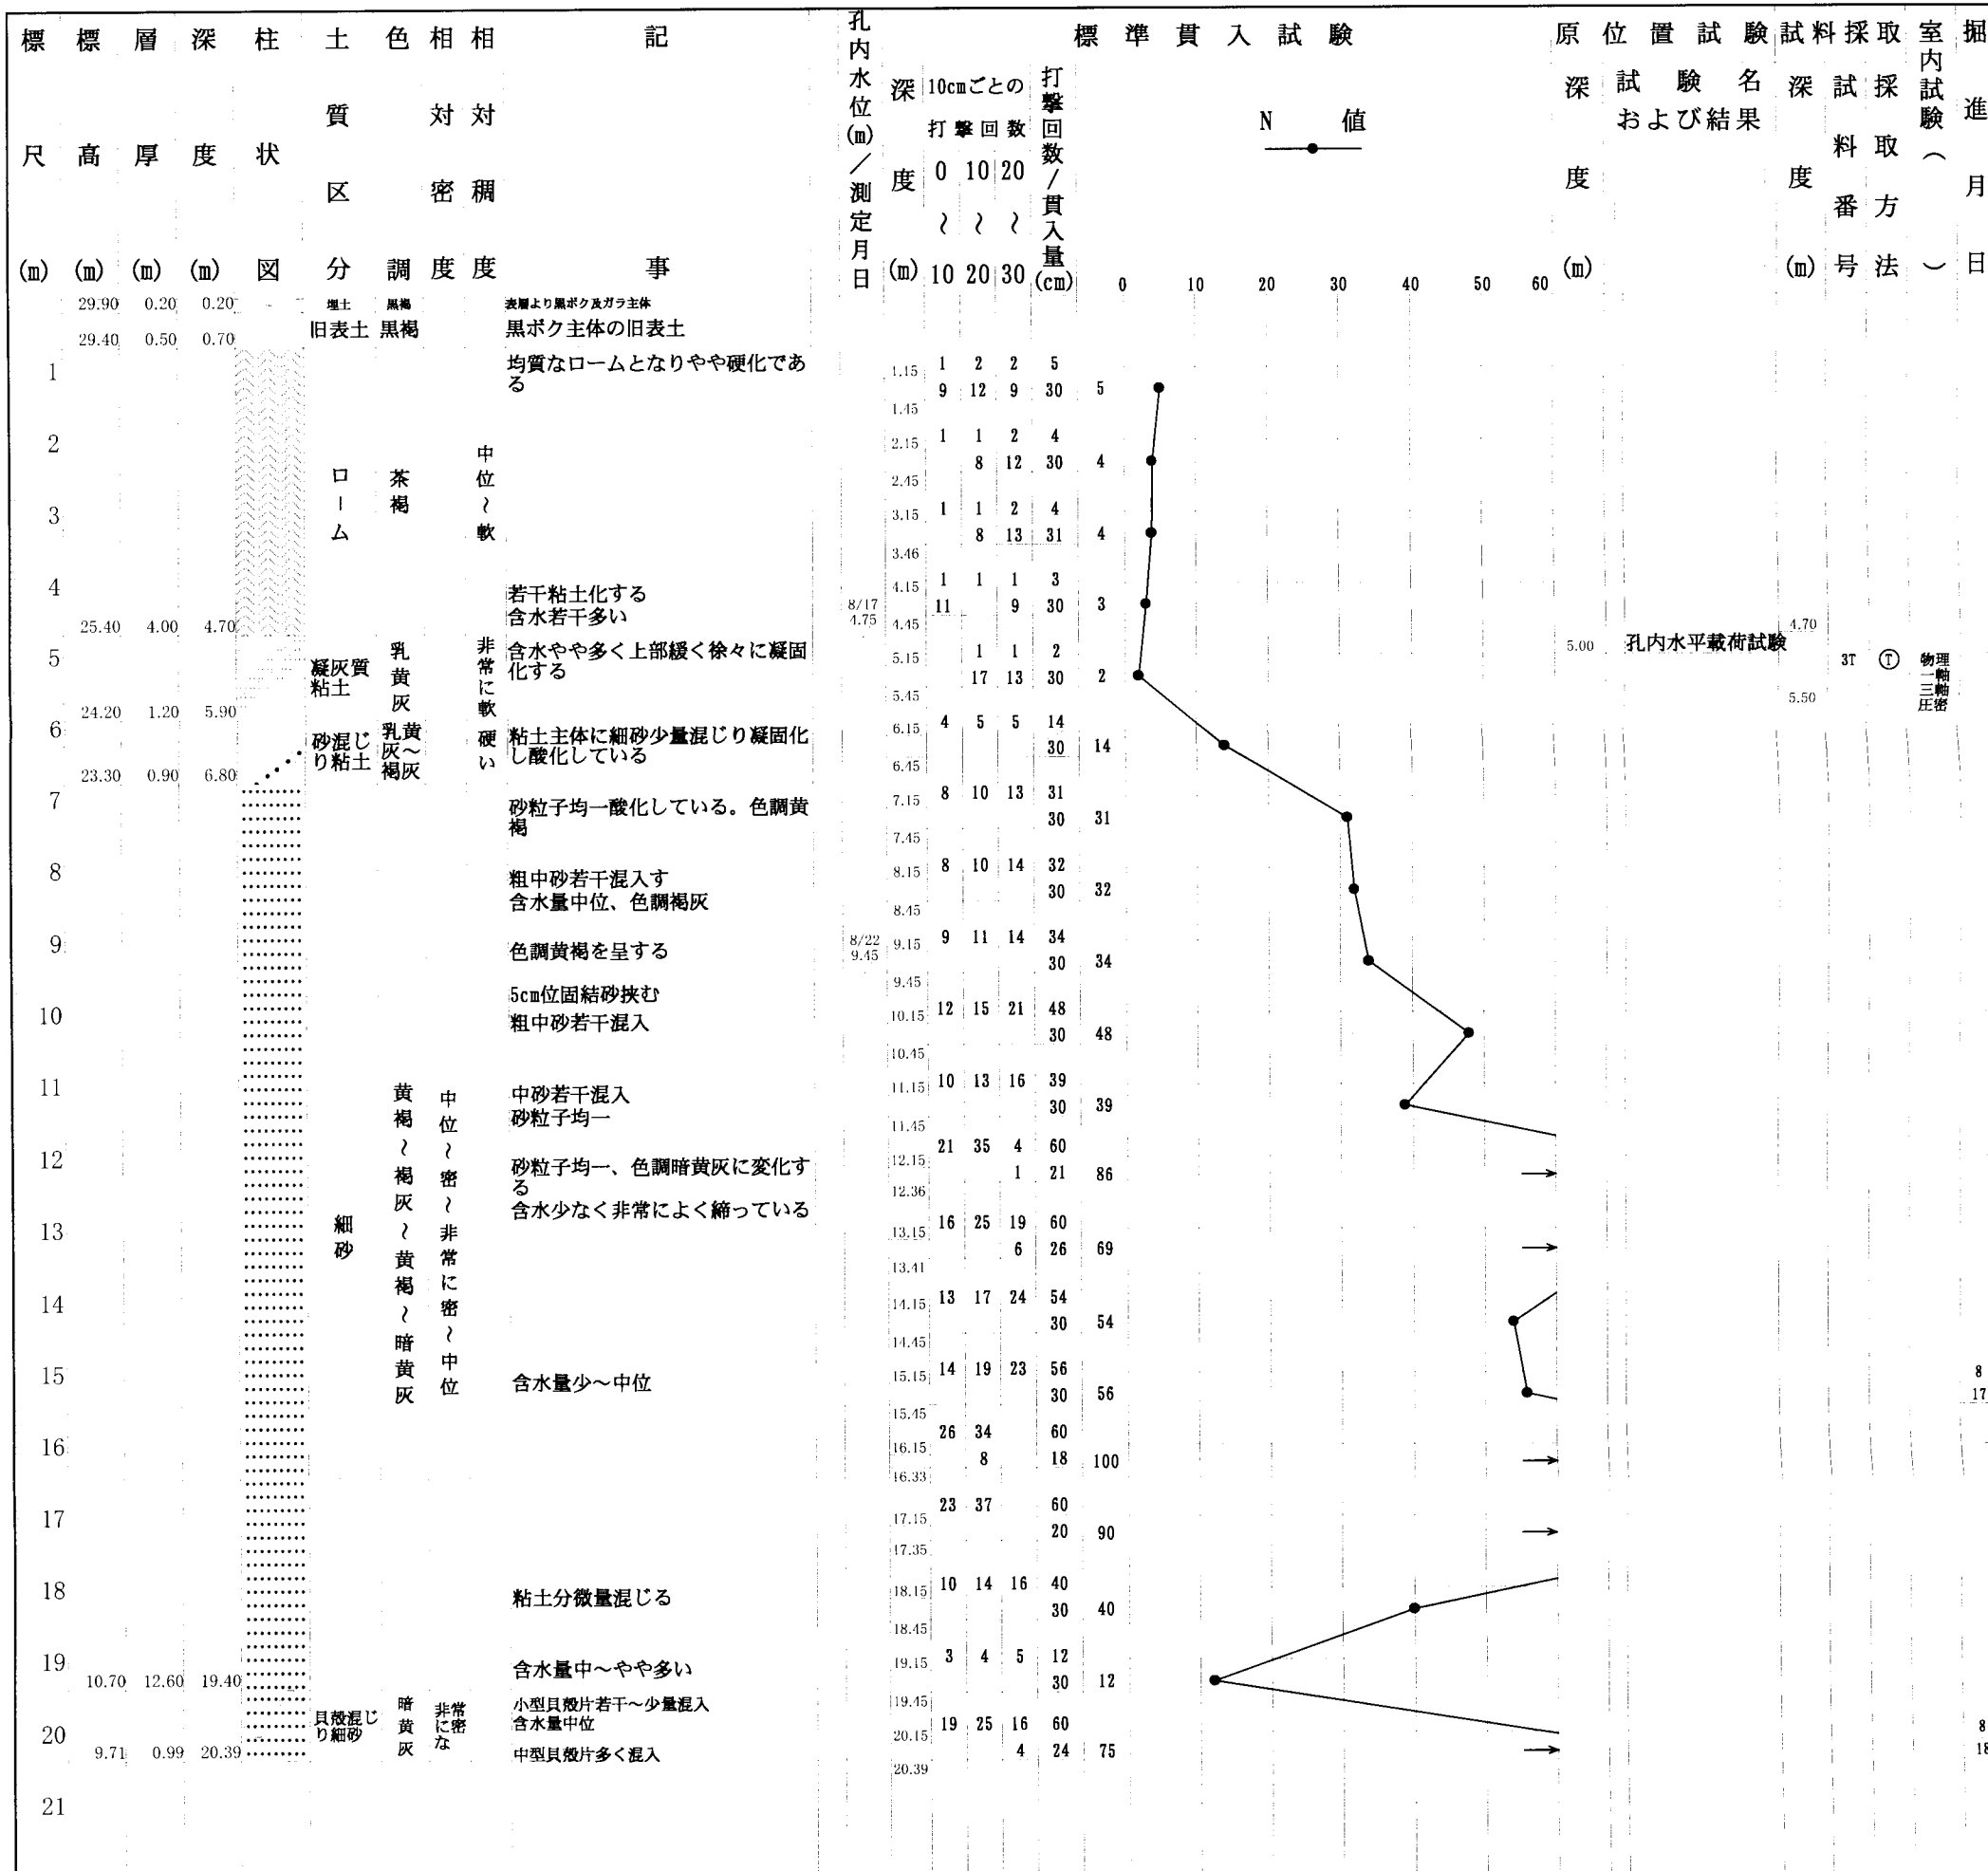 標尺(m) 標高(m) 層厚(m) 深度(m) 柱状図 土質区分 色調 相対密度 相対稠度 記事 孔内水位(m)/測定月日 標準貫入試験 原位置試験 試料採取 室内試験() 掘進月日
深度(m) 10cmごとの打撃回数 打撃回数/貫入量(cm) N値 深度(m) 試験名および結果 深度(m) 試料番号 採取方法
0〜10 10〜20 20〜30 0 10 20 30 40 50 60
29.90 0.20 0.20 埋土 黒褐 表層より黒ボク及ガラ主体
29.40 0.50 0.70 旧表土 黒褐 黒ボク主体の旧表土
1 均質なロームとなりやや硬化である 1.15 1 2 2 5
9 12 9 30 5
1.45
2 2.15 1 1 2 4
8 12 30 4
2.45
ローム 茶褐 中位〜軟
3 3.15 1 1 2 4
8 13 31 4
3.46
4 若干粘土化する 4.15 1 1 1 3
含水若干多い 8/17 4.75 11 9 30 3
25.40 4.00 4.70 4.45 4.70
5 凝灰質粘土 乳黄灰 非常に軟 含水やや多く上部緩く徐々に凝固化する 5.15 1 1 2 5.00 孔内水平載荷試験 3T Ⓣ 物理 一軸 三軸 圧密
17 13 30 2
24.20 1.20 5.90 5.45 5.50
6 砂混じり粘土 乳黄灰〜褐灰 硬い 粘土主体に細砂少量混じり凝固化し酸化している 6.15 4 5 5 14
30 14
23.30 0.90 6.80 6.45
7 砂粒子均一酸化している。色調黄褐 7.15 8 10 13 31
30 31
7.45
8 粗中砂若干混入す 8.15 8 10 14 32
含水量中位、色調褐灰 30 32
8.45
9 色調黄褐を呈する 8/22 9.45 9.15 9 11 14 34
30 34
9.45
5cm位固結砂挟む
10 粗中砂若干混入 10.15 12 15 21 48
30 48
10.45
11 中砂若干混入 11.15 10 13 16 39
砂粒子均一 30 39
11.45
12 砂粒子均一、色調暗黄灰に変化する 12.15 21 35 4 60
1 21 86
12.36
含水少なく非常によく締っている
13 細砂 黄褐〜褐灰〜黄褐〜暗黄灰 中位〜密〜非常に密〜中位 13.15 16 25 19 60
6 26 69
13.41
14 14.15 13 17 24 54
30 54
14.45
15 含水量少〜中位 15.15 14 19 23 56 8
30 56 17
15.45
16 16.15 26 34 60
8 18 100
16.33
17 17.15 23 37 60
20 90
17.35
18 粘土分微量混じる 18.15 10 14 16 40
30 40
18.45
19 含水量中〜やや多い 19.15 3 4 5 12
10.70 12.60 19.40 30 12
19.45
小型貝殻片若干〜少量混入
20 貝殻混じり細砂 暗黄灰 非常に密な 含水量中位 20.15 19 25 16 60 8
9.71 0.99 20.39 中型貝殻片多く混入 4 24 75 18
20.39
21